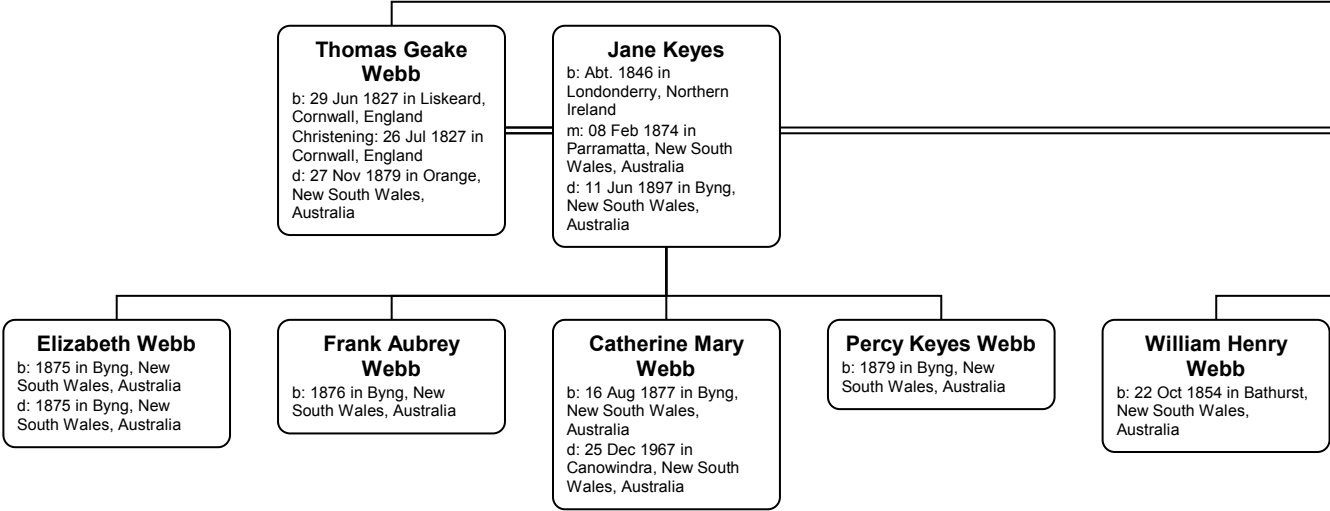 Thomas Geake
Webb
b: 29 Jun 1827 in Liskeard,
Cornwall, England
Christening: 26 Jul 1827 in
Cornwall, England
d: 27 Nov 1879 in Orange,
New South Wales,
Australia
Jane Keyes
b: Abt. 1846 in
Londonderry, Northern
Ireland
m: 08 Feb 1874 in
Parramatta, New South
Wales, Australia
d: 11 Jun 1897 in Byng,
New South Wales,
Australia
Elizabeth Webb
b: 1875 in Byng, New
South Wales, Australia
d: 1875 in Byng, New
South Wales, Australia
Frank Aubrey
Webb
b: 1876 in Byng, New
South Wales, Australia
Catherine Mary
Webb
b: 16 Aug 1877 in Byng,
New South Wales,
Australia
d: 25 Dec 1967 in
Canowindra, New South
Wales, Australia
Percy Keyes Webb
b: 1879 in Byng, New
South Wales, Australia
William Henry
Webb
b: 22 Oct 1854 in Bathurst,
New South Wales,
Australia